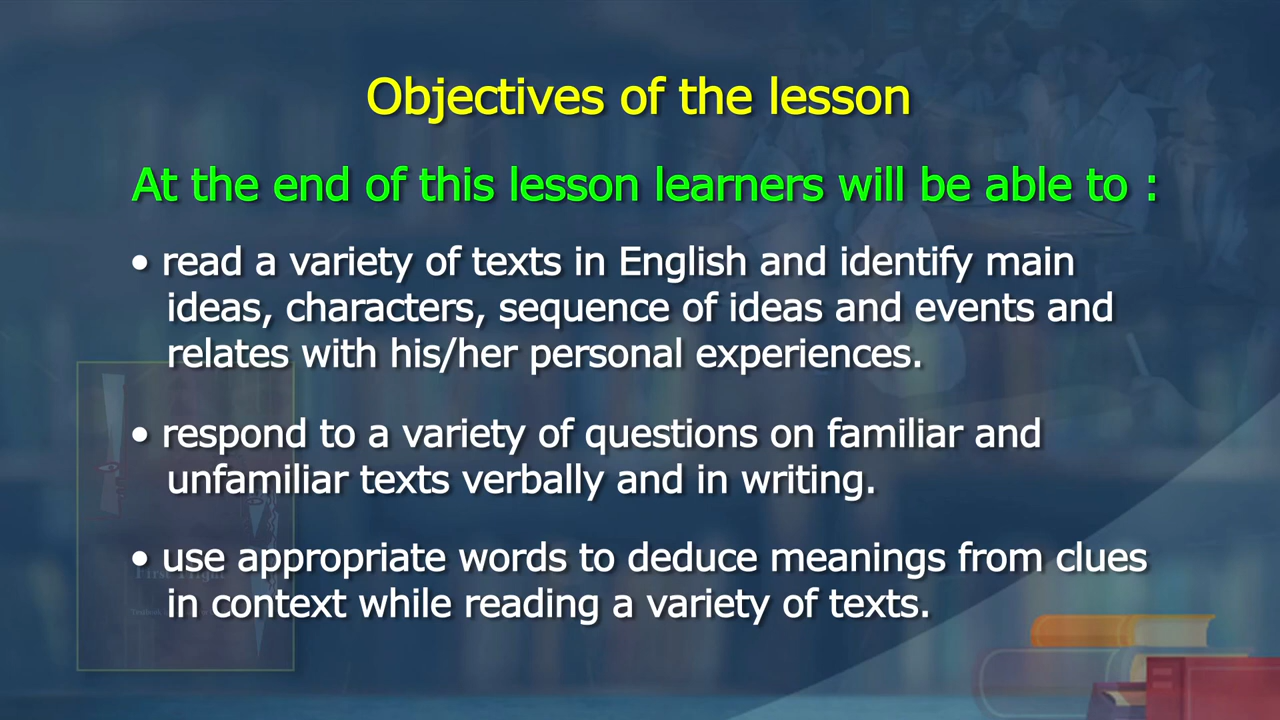 Objectives of the lesson
At the end of this lesson learners will be able to :
• read a variety of texts in English and identify main
ideas, characters, sequence of ideas and events and
relates with his/her personal experiences.
• respond to a variety of questions on familiar and
unfamiliar texts verbally and in writing.
• use appropriate words to deduce meanings from clues
First Flight
in context while reading a variety of texts.